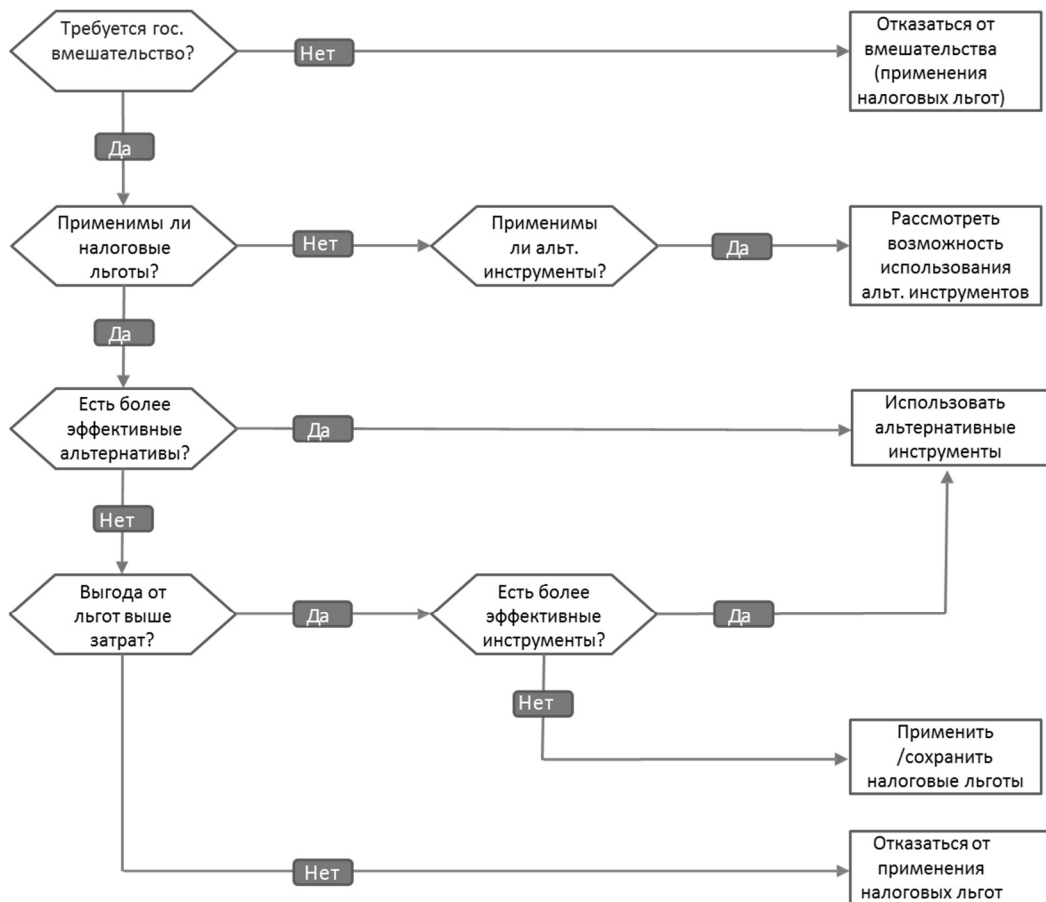 Требуется гос.
вмешательство?
Нет
Отказаться от
вмешательства
(применения
налоговых льгот)
Да
Применимы ли
налоговые
льготы?
Нет
Применимы
ли альт.
инструменты?
Да
Рассмотреть
возможность
использования
альт. инструментов
Да
Есть более
эффективные
альтернативы?
Да
Использовать
альтернативные
инструменты
Нет
Выгода от
льгот выше
затрат?
Да
Есть более
эффективные
инструменты?
Да
Нет
Применить
/сохранить
налоговые льготы
Нет
Отказаться от
применения
налоговых льгот